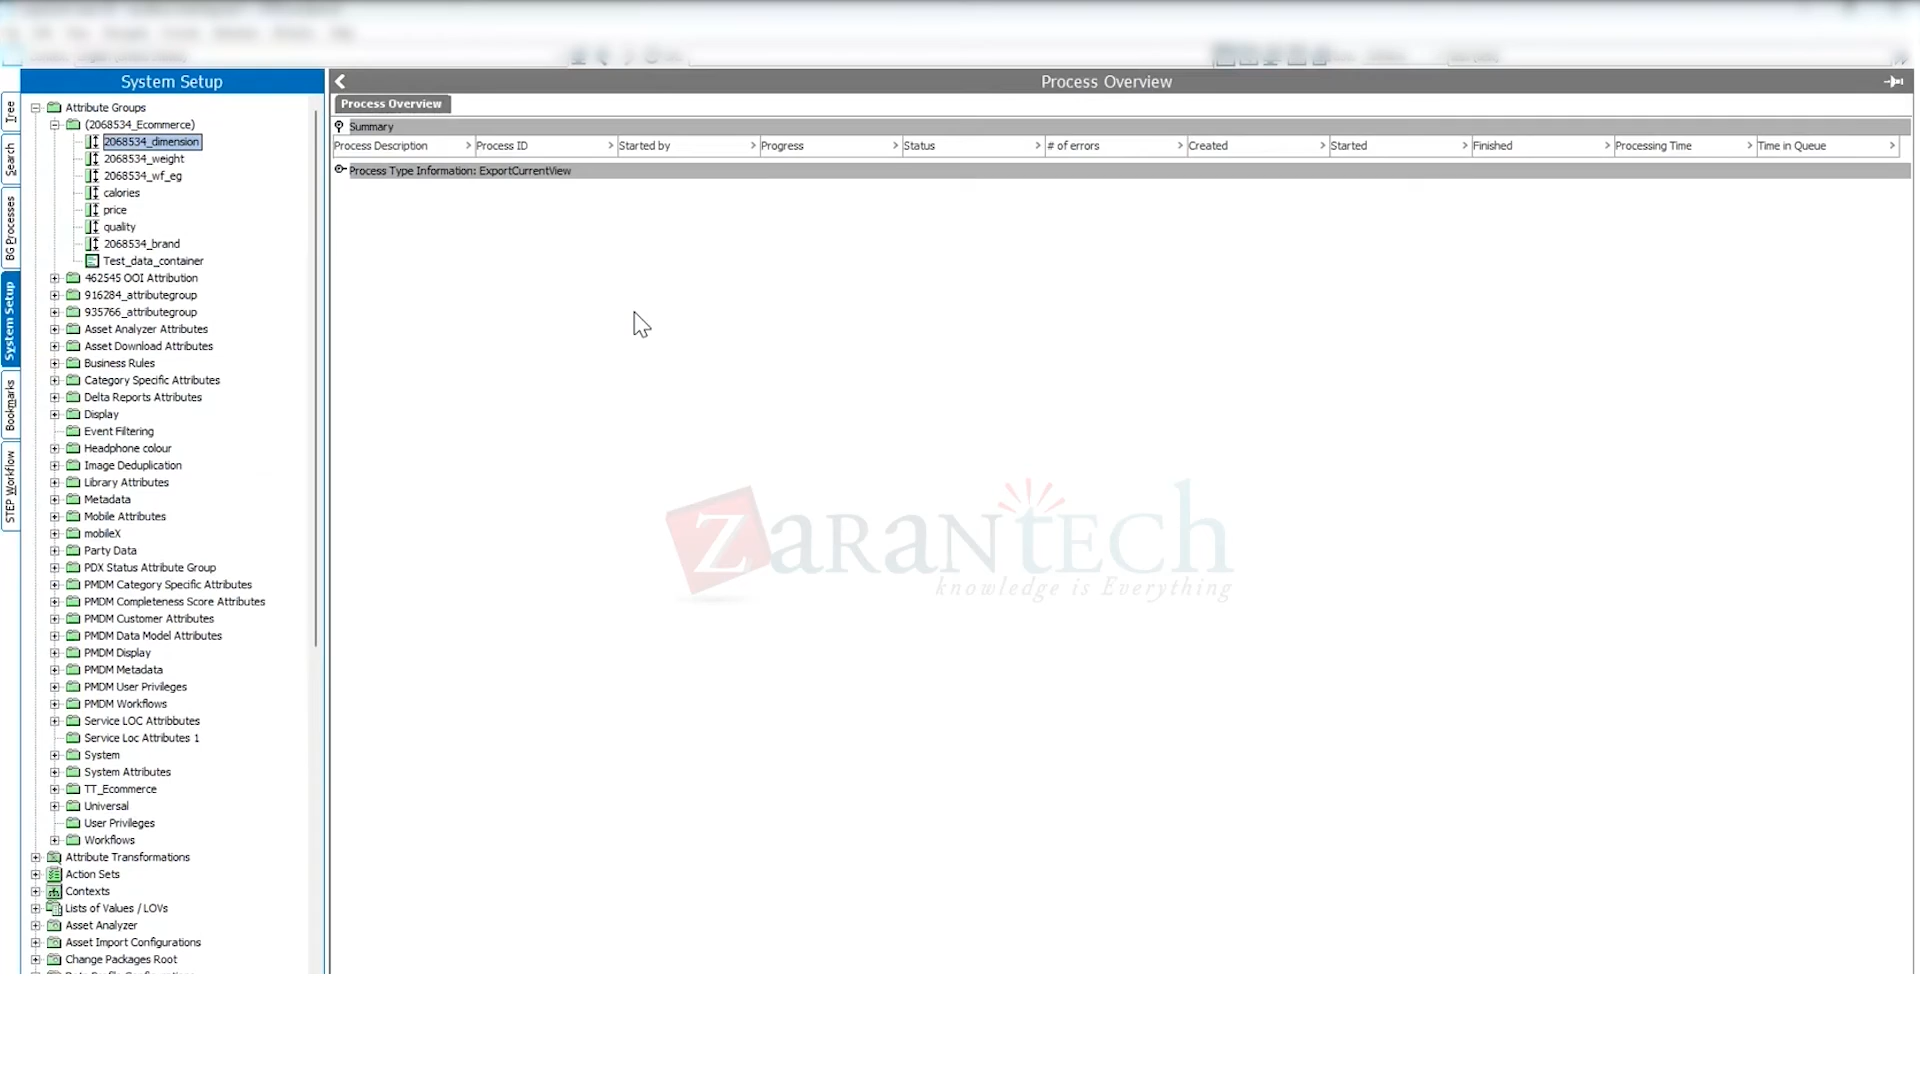 System Setup
Process Overview
Tree
Search
BG Processes
System Setup
Bookmarks
STEP Workflow
Attribute Groups
(2068534_Ecommerce)
2068534_dimension
2068534_weight
2068534_wf_eg
calories
price
quality
2068534_brand
Test_data_container
462545 OOI Attribution
916284_attributegroup
935766_attributegroup
Asset Analyzer Attributes
Asset Download Attributes
Business Rules
Category Specific Attributes
Delta Reports Attributes
Display
Event Filtering
Headphone colour
Image Deduplication
Library Attributes
Metadata
Mobile Attributes
mobileX
Party Data
PDX Status Attribute Group
PMDM Category Specific Attributes
PMDM Completeness Score Attributes
PMDM Customer Attributes
PMDM Data Model Attributes
PMDM Display
PMDM Metadata
PMDM User Privileges
PMDM Workflows
Service LOC Attribbutes
Service Loc Attributes 1
System
System Attributes
TT_Ecommerce
Universal
User Privileges
Workflows
Attribute Transformations
Action Sets
Contexts
Lists of Values / LOVs
Asset Analyzer
Asset Import Configurations
Change Packages Root
Process Overview
Summary
Process Description > Process ID > Started by > Progress > Status > # of errors > Created > Started > Finished > Processing Time > Time in Queue >
Process Type Information: ExportCurrentView
ZaranTech
knowledge is Everything